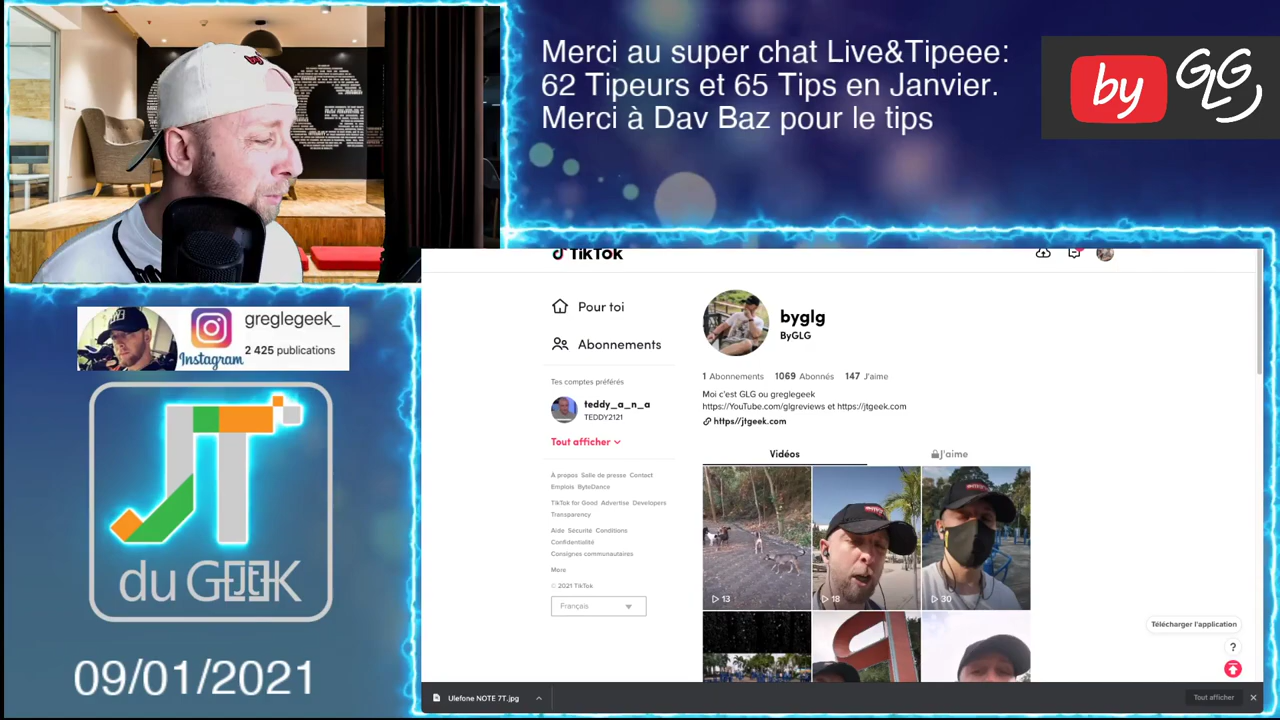 Merci au super chat Live&Tipeee:
62 Tipeurs et 65 Tips en Janvier.
Merci à Dav Baz pour le tips
by GLG
greglegeek_
Instagram
2 425 publications
JT
du GEEK
09/01/2021
TikTok
Pour toi
Abonnements
Tes comptes préférés
teddy_a_n_a
TEDDY2121
Tout afficher
À propos Salle de presse Contact
Emplois ByteDance
TikTok for Good Advertise Developers
Transparency
Aide Sécurité Conditions
Confidentialité
Consignes communautaires
More
© 2021 TikTok
Français
byglg
ByGLG
1 Abonnements 1069 Abonnés 147 J'aime
Moi c'est GLG ou greglegeek
https://YouTube.com/glgreviews et https://jtgeek.com
https//jtgeek.com
Vidéos
J'aime
13
18
30
Télécharger l'application
?
Ulefone NOTE 7T.jpg
Tout afficher